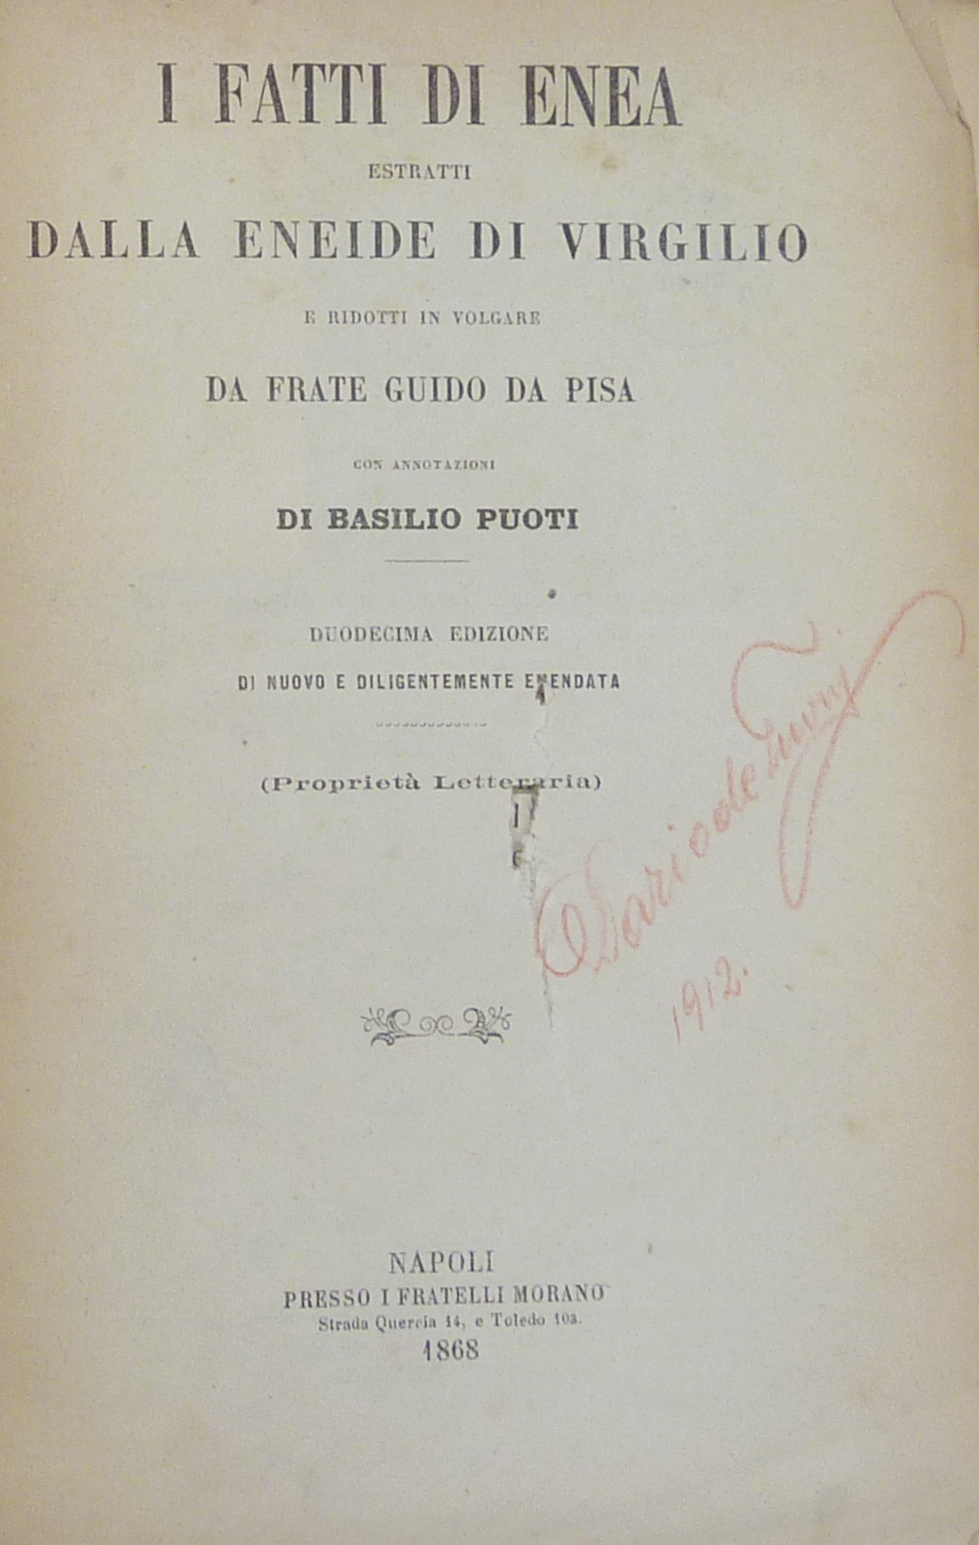 I FATTI DI ENEA
ESTRATTI
DALLA ENEIDE DI VIRGILIO
E RIDOTTI IN VOLGARE
DA FRATE GUIDO DA PISA
CON ANNOTAZIONI
DI BASILIO PUOTI
DUODECIMA EDIZIONE
DI NUOVO E DILIGENTEMENTE EMENDATA
(Proprietà Letteraria)
Dario de
1912.
NAPOLI
PRESSO I FRATELLI MORANO
Strada Quercia 14, e Toledo 103.
1868